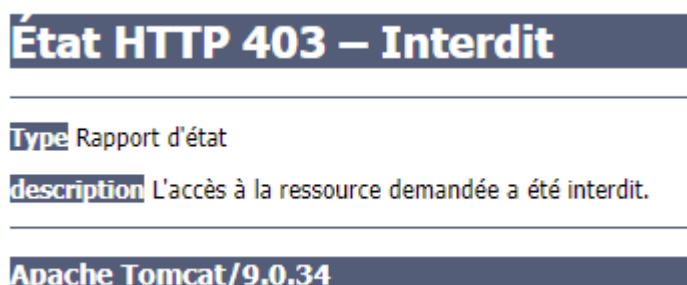 État HTTP 403 – Interdit
Type Rapport d'état
description L'accès à la ressource demandée a été interdit.
Apache Tomcat/9.0.34